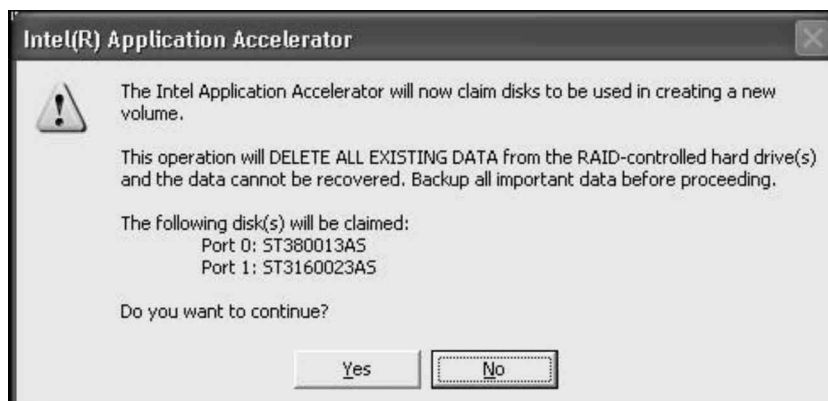 Intel(R) Application Accelerator
The Intel Application Accelerator will now claim disks to be used in creating a new
volume.
This operation will DELETE ALL EXISTING DATA from the RAID-controlled hard drive(s)
and the data cannot be recovered. Backup all important data before proceeding.
The following disk(s) will be claimed:
Port 0: ST380013AS
Port 1: ST3160023AS
Do you want to continue?
Yes No